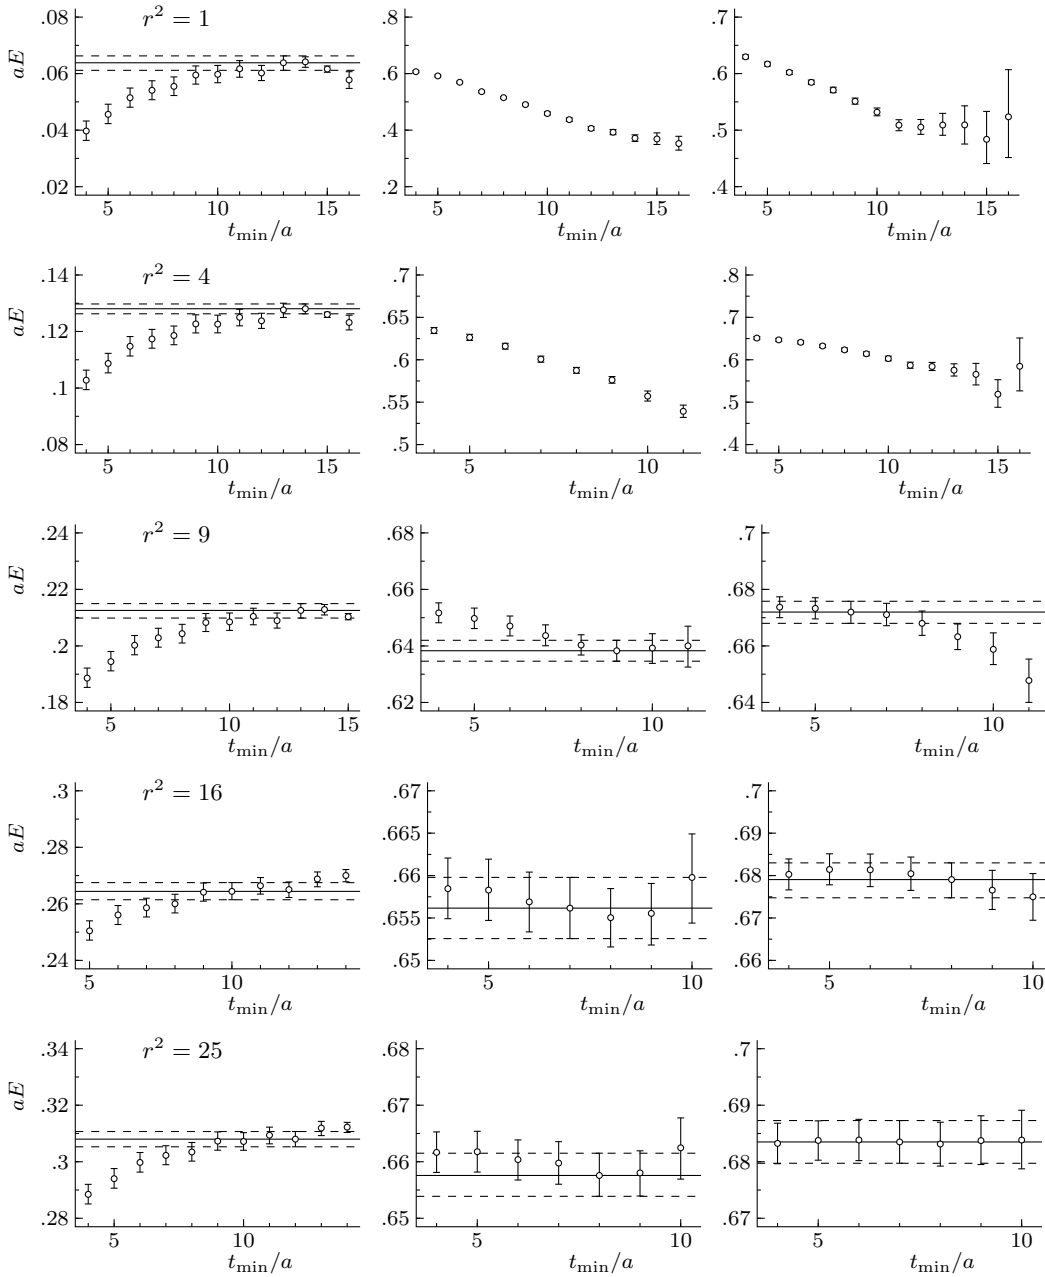 r² = 1
aE
.08
.06
.04
.02
5 10 15
t_min/a
.8
.6
.4
.2
5 10 15
t_min/a
.7
.6
.5
.4
5 10 15
t_min/a
r² = 4
aE
.14
.12
.1
.08
5 10 15
t_min/a
.7
.65
.6
.55
.5
5 10
t_min/a
.8
.7
.6
.5
.4
5 10 15
t_min/a
r² = 9
aE
.24
.22
.2
.18
5 10 15
t_min/a
.68
.66
.64
.62
5 10
t_min/a
.7
.68
.66
.64
5 10
t_min/a
r² = 16
aE
.3
.28
.26
.24
5 10
t_min/a
.67
.665
.66
.655
.65
5 10
t_min/a
.7
.69
.68
.67
.66
5 10
t_min/a
r² = 25
aE
.34
.32
.3
.28
5 10
t_min/a
.68
.67
.66
.65
5 10
t_min/a
.7
.69
.68
.67
5 10
t_min/a